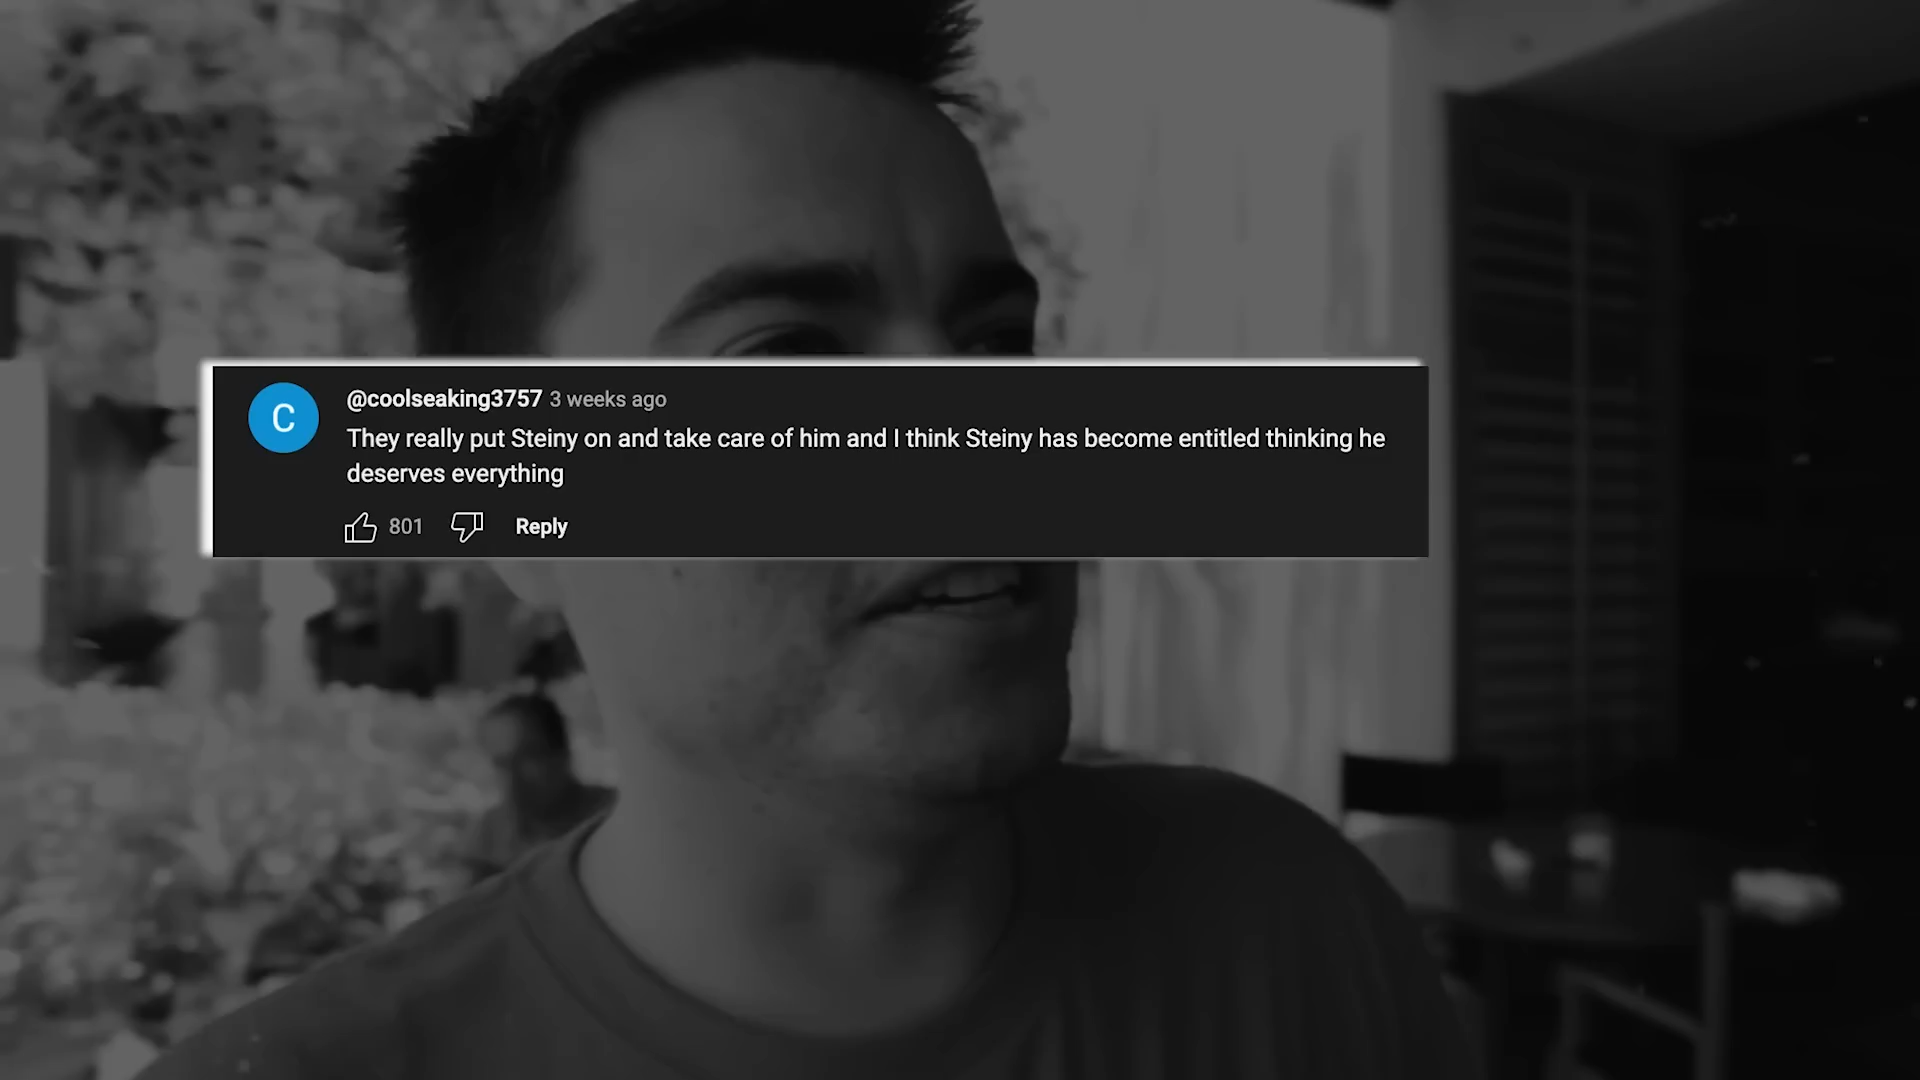 C
@coolseaking3757 3 weeks ago
They really put Steiny on and take care of him and I think Steiny has become entitled thinking he
deserves everything
801 Reply